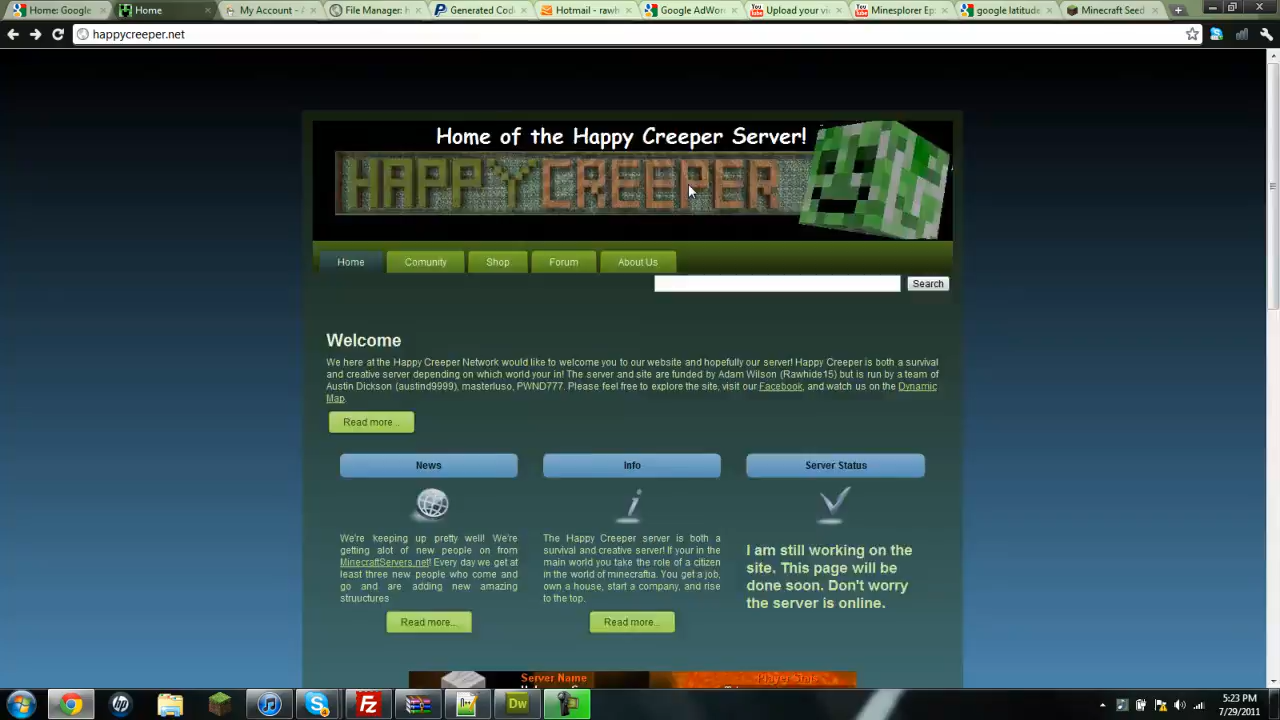 Home: Google
Home
My Account - A
File Manager: h
Generated Code
Hotmail - rawh
Google AdWor
Upload your vi
Minesplorer Ep
google latitude
Minecraft Seed
happycreeper.net
Home of the Happy Creeper Server!
HAPPYCREEPER
Home
Comunity
Shop
Forum
About Us
Search
Welcome
We here at the Happy Creeper Network would like to welcome you to our website and hopefully our server! Happy Creeper is both a survival
and creative server depending on which world your in! The server and site are funded by Adam Wilson (Rawhide15) but is run by a team of
Austin Dickson (austind9999), masterluso, PWND777. Please feel free to explore the site, visit our Facebook, and watch us on the Dynamic
Map.
Read more...
News
We're keeping up pretty well! We're
getting alot of new people on from
MinecraftServers.net! Every day we get at
least three new people who come and
go and are adding new amazing
struuctures
Read more...
Info
The Happy Creeper server is both a
survival and creative server! If your in the
main world you take the role of a citizen
in the world of minecraftia. You get a job,
own a house, start a company, and rise
to the top.
Read more...
Server Status
I am still working on the
site. This page will be
done soon. Don't worry
the server is online.
Server Name
Player Stats
5:23 PM
7/29/2011